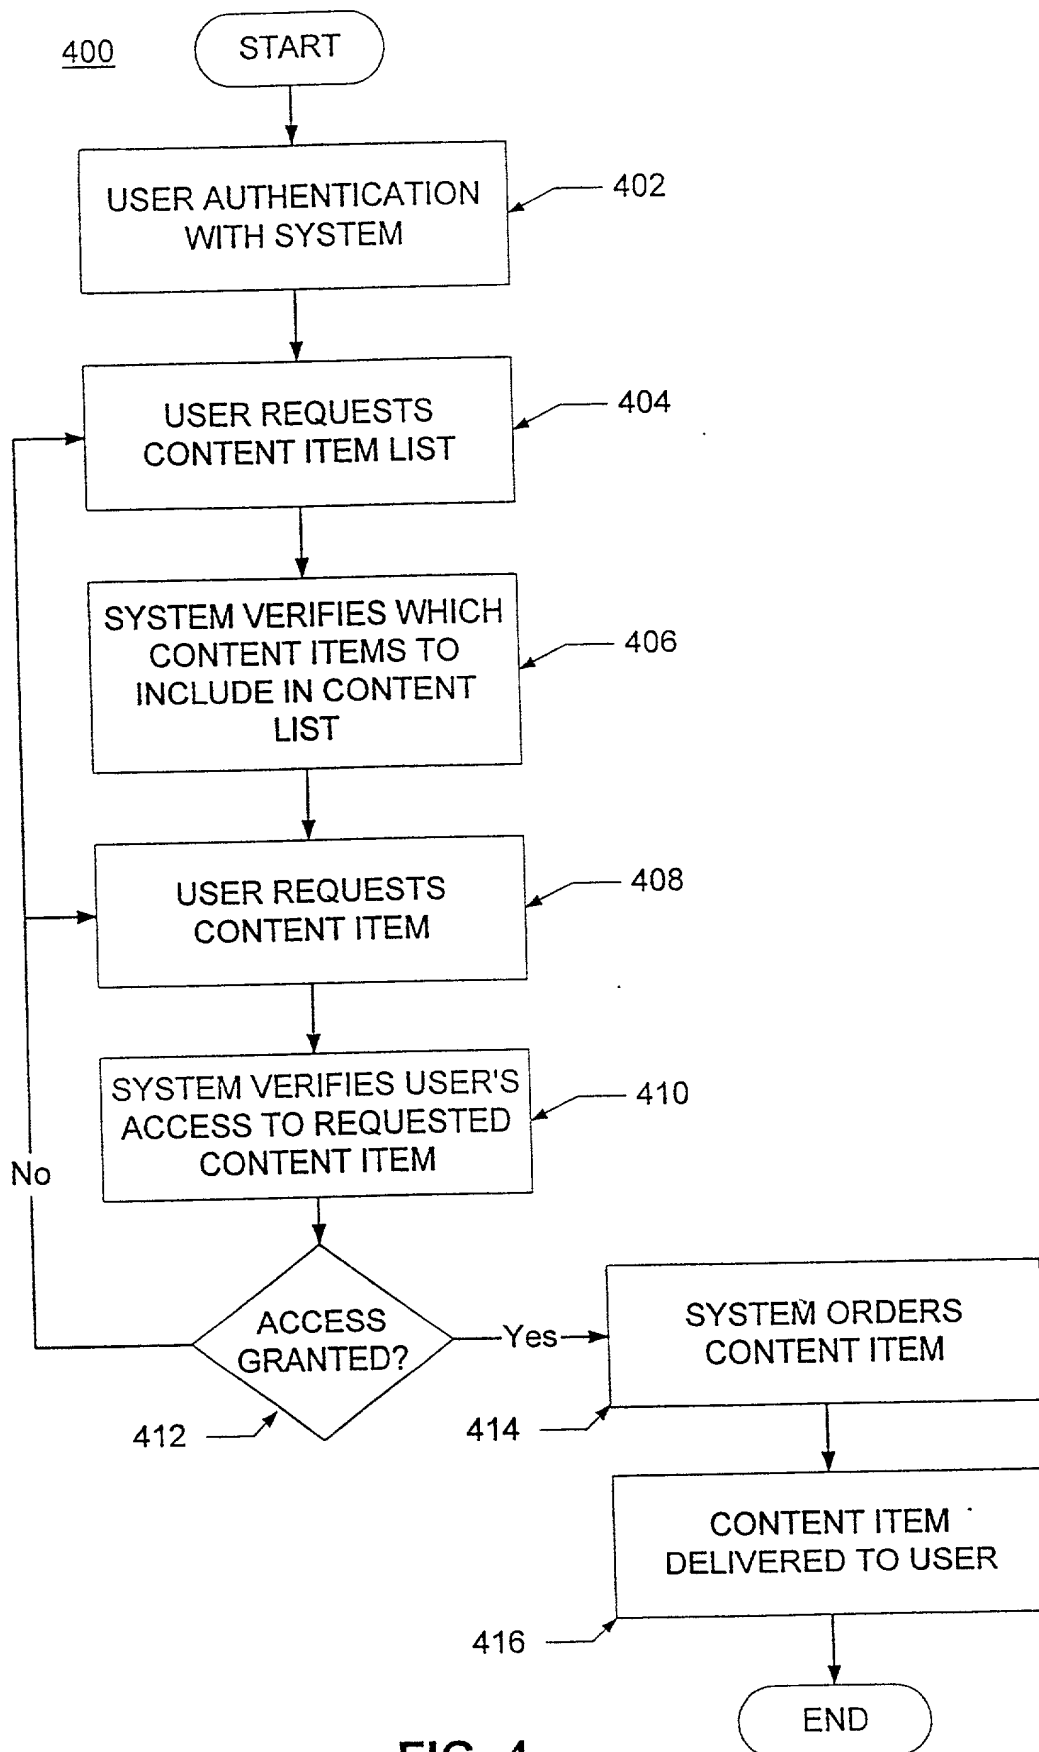 400
START
USER AUTHENTICATION
WITH SYSTEM
402
USER REQUESTS
CONTENT ITEM LIST
404
SYSTEM VERIFIES WHICH
CONTENT ITEMS TO
INCLUDE IN CONTENT
LIST
406
USER REQUESTS
CONTENT ITEM
408
SYSTEM VERIFIES USER'S
ACCESS TO REQUESTED
CONTENT ITEM
410
No
ACCESS
GRANTED?
412
Yes
SYSTEM ORDERS
CONTENT ITEM
414
CONTENT ITEM
DELIVERED TO USER
416
END
FIG. 4